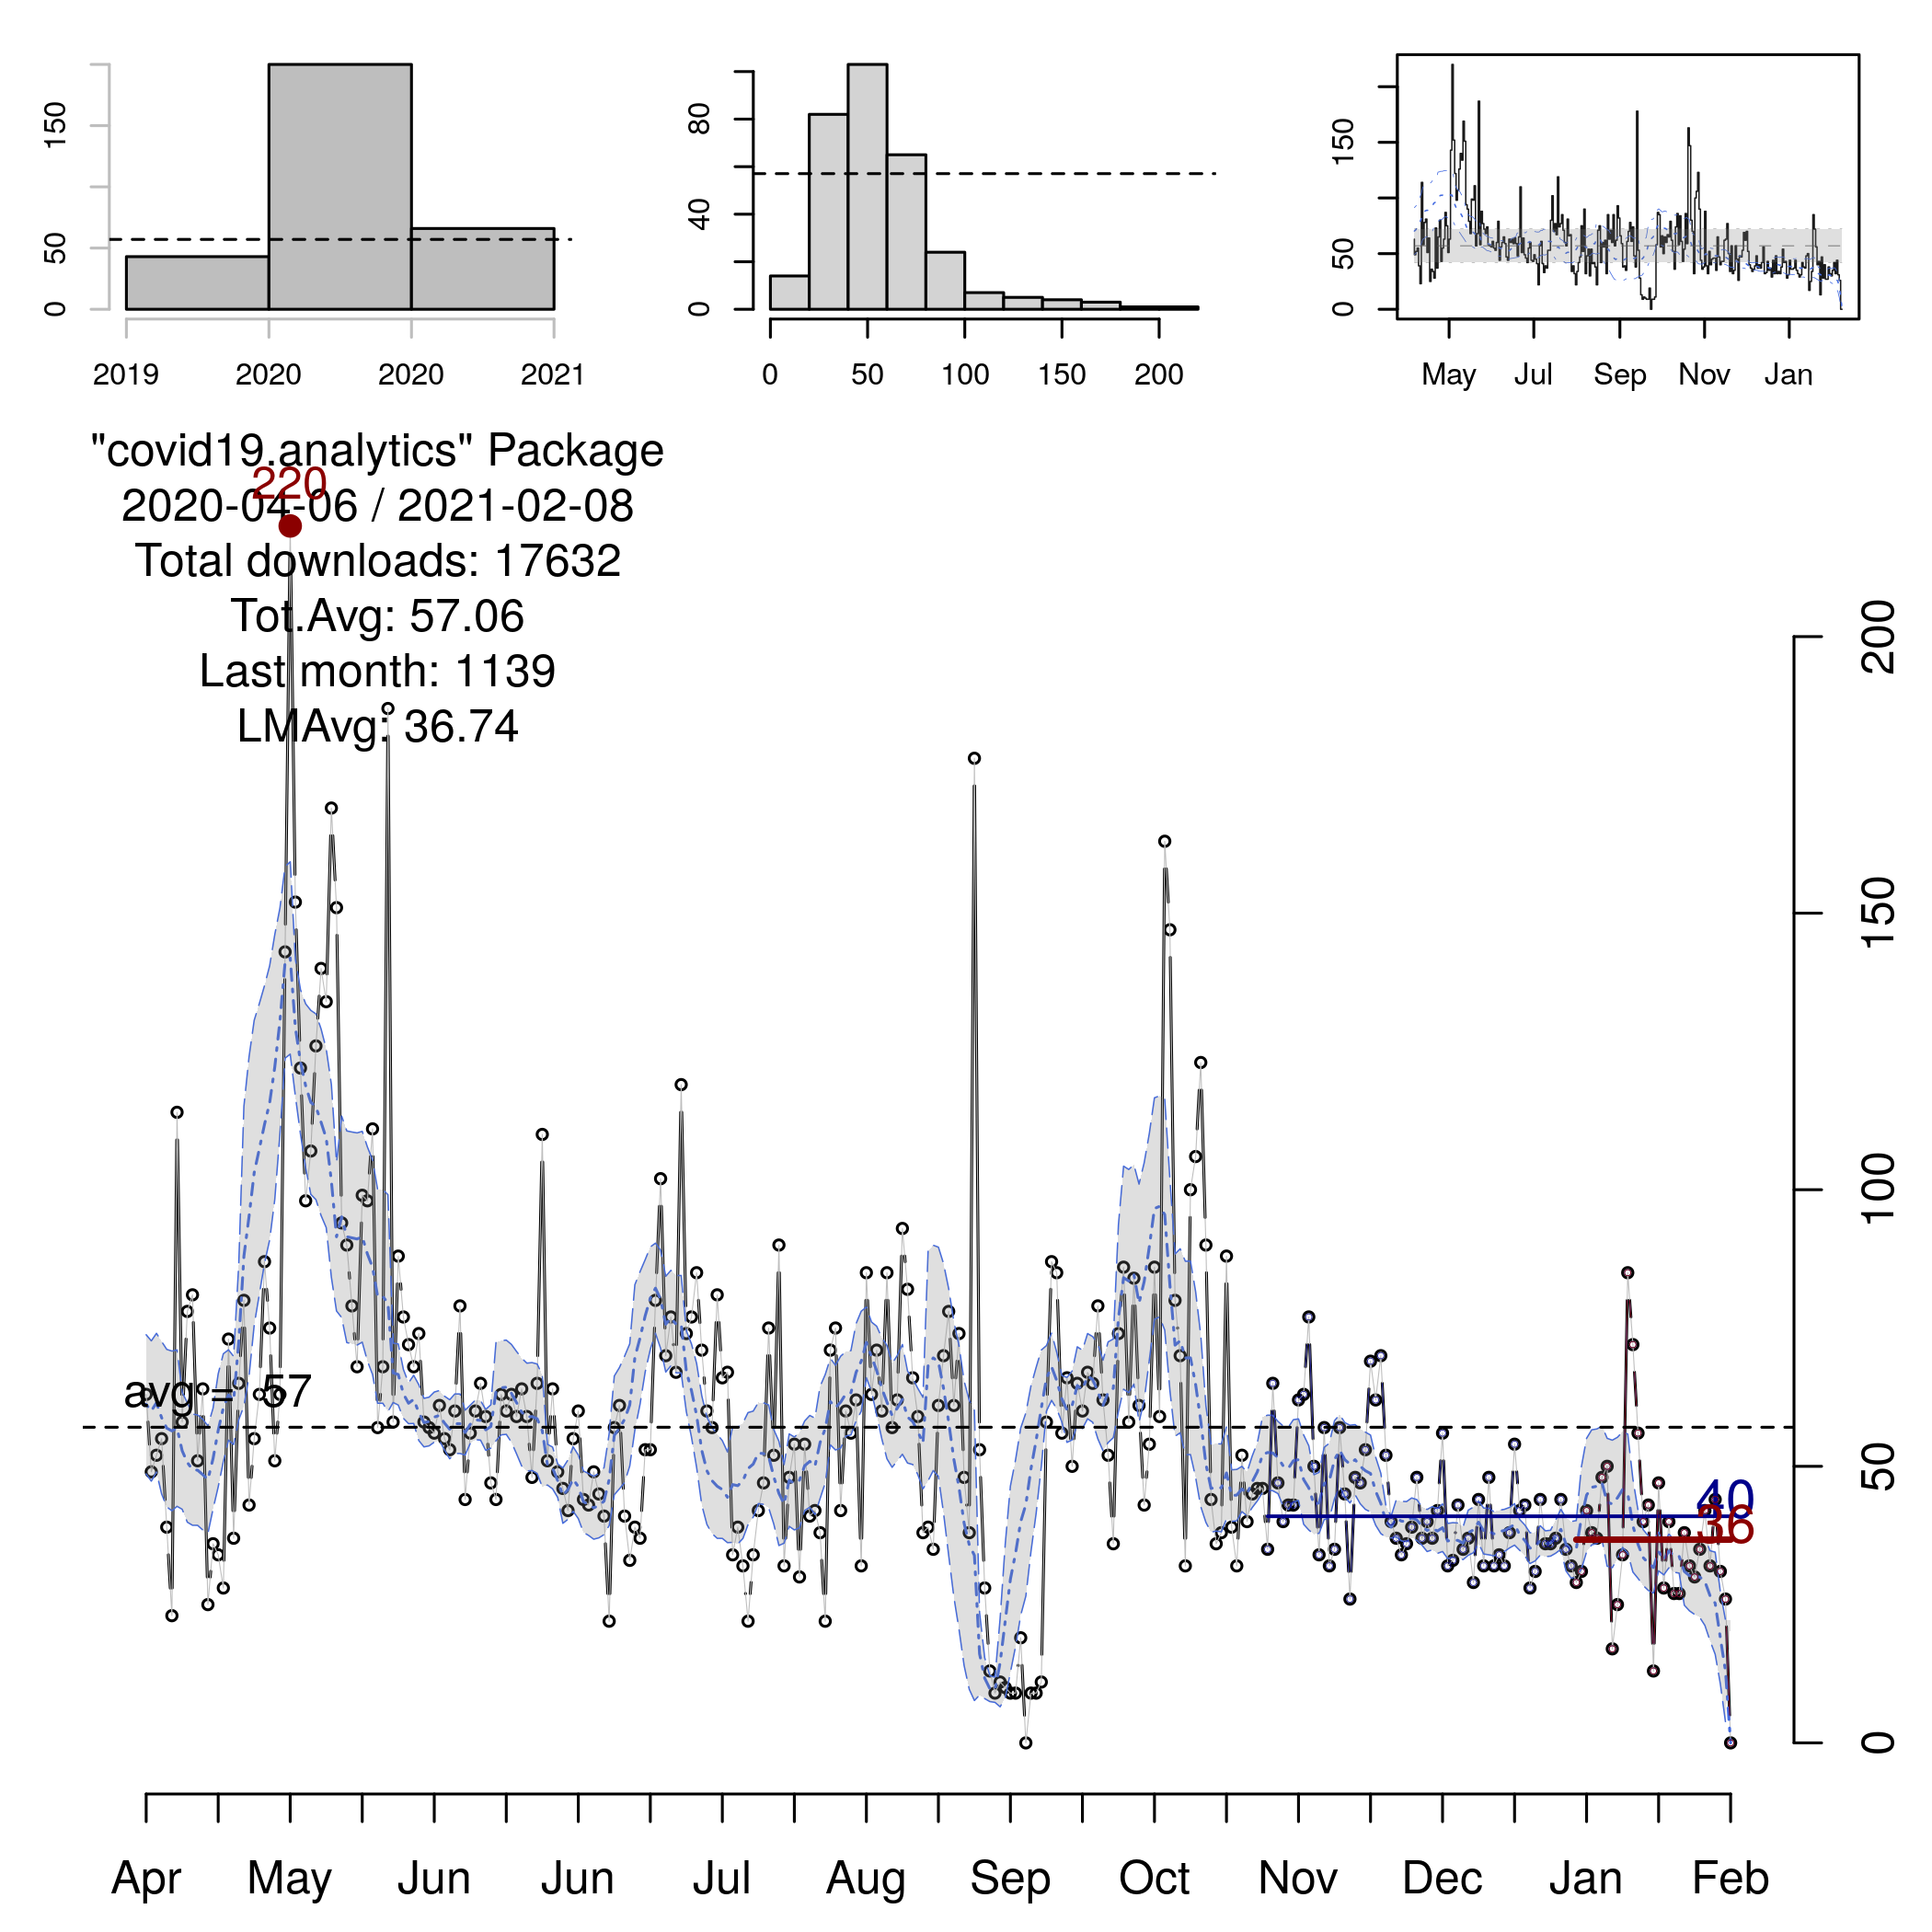 150
50
0
2019 2020 2020 2021
80
40
0
0 50 100 150 200
150
50
0
May Jul Sep Nov Jan
"covid19.analytics" Package
220
2020-04-06 / 2021-02-08
Total downloads: 17632
Tot.Avg: 57.06
Last month: 1139
LMAvg: 36.74
avg = 57
40
36
200
150
100
50
0
Apr May Jun Jun Jul Aug Sep Oct Nov Dec Jan Feb